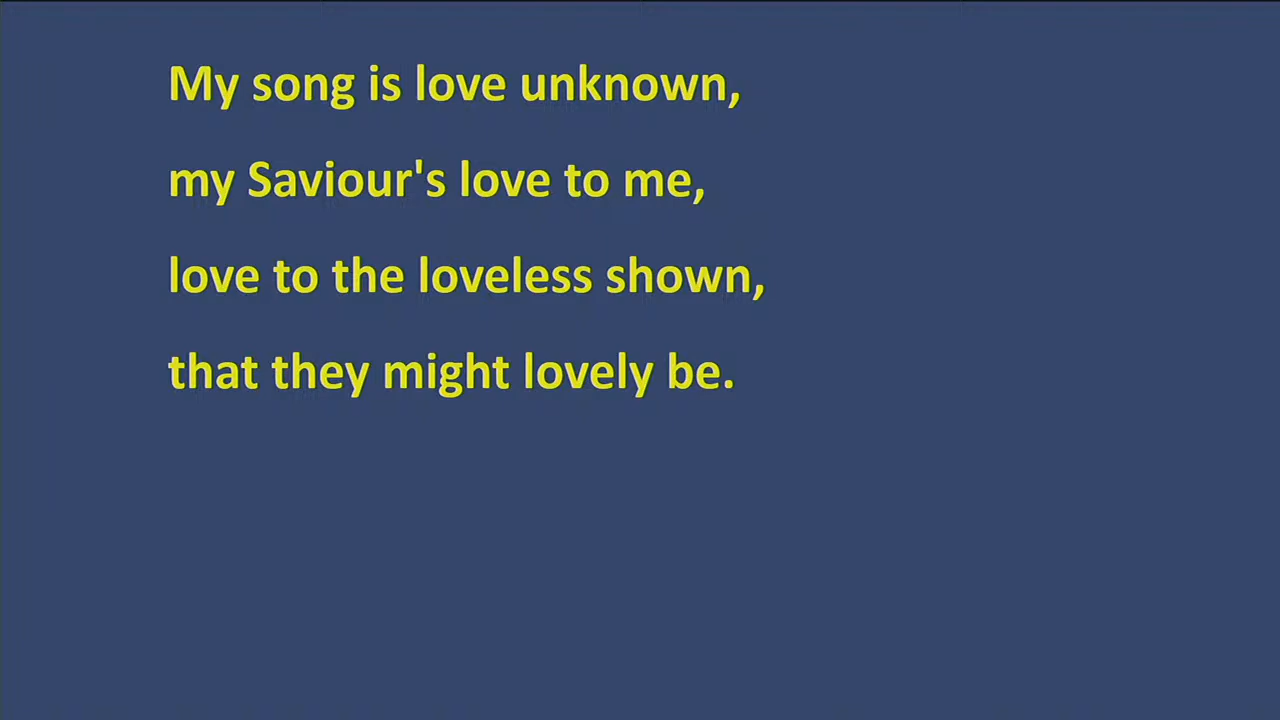 My song is love unknown,
my Saviour's love to me,
love to the loveless shown,
that they might lovely be.